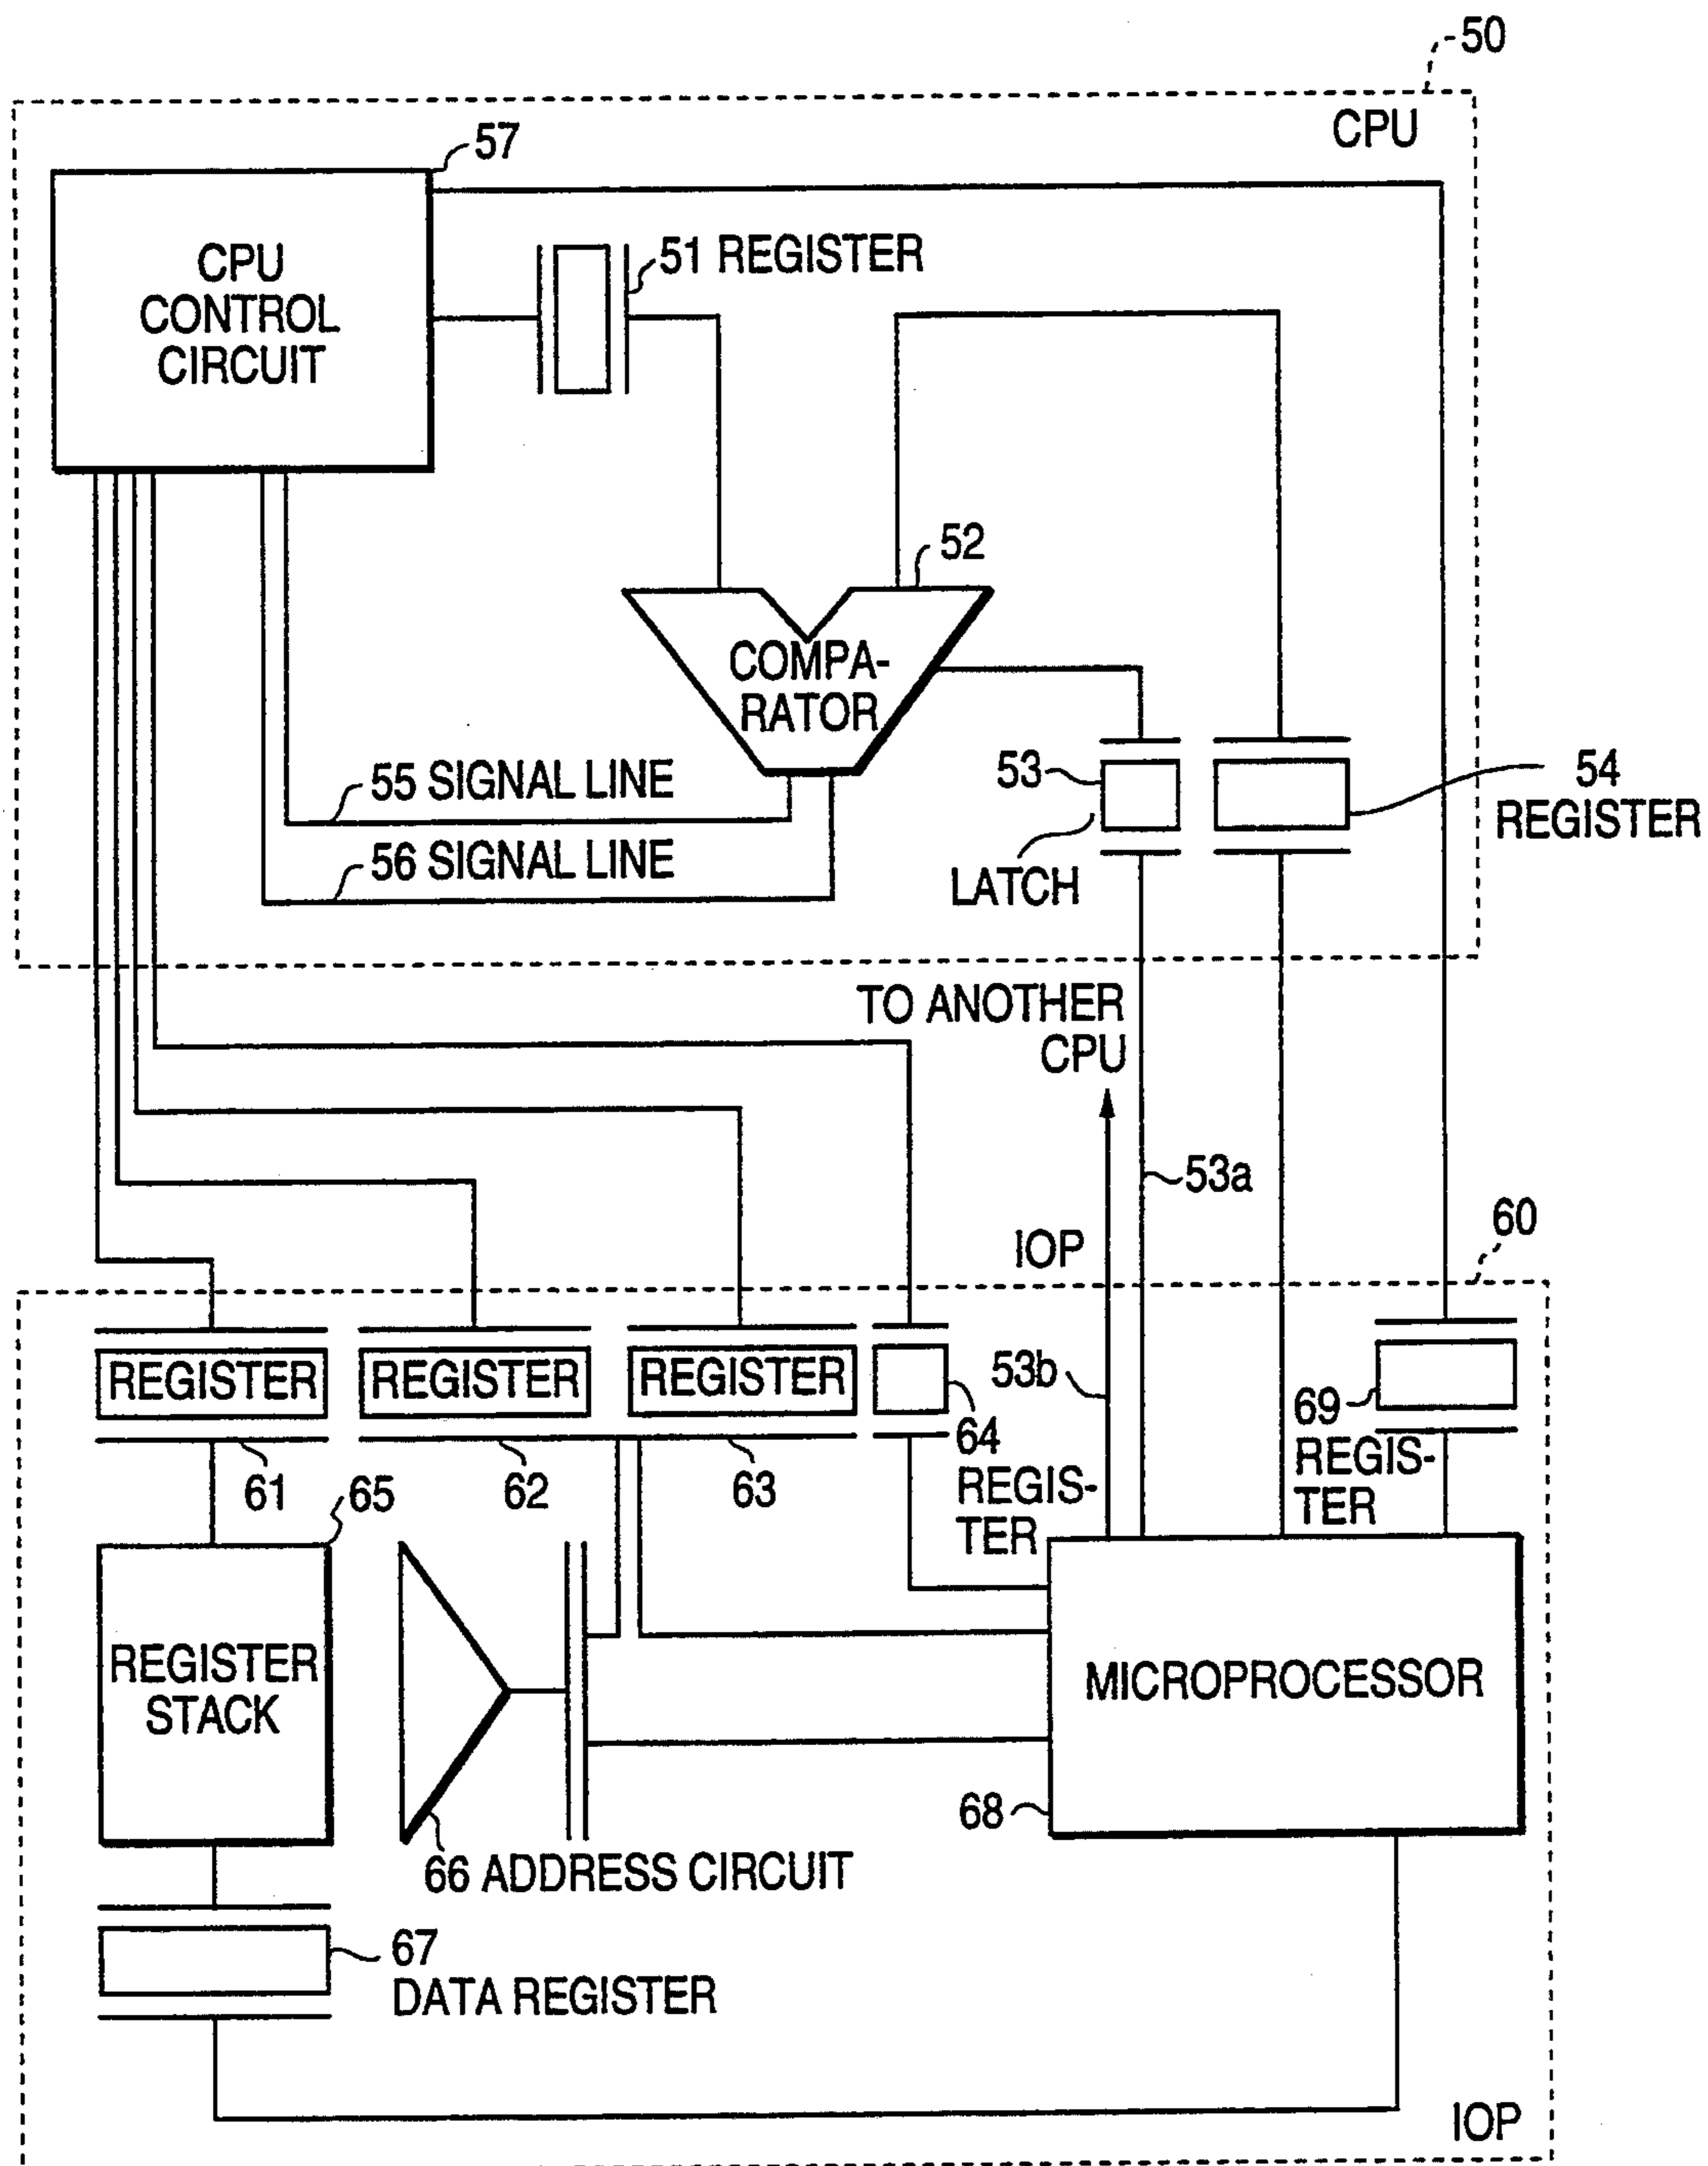 50
CPU
57
CPU
CONTROL
CIRCUIT
51 REGISTER
52
COMPA-
RATOR
55 SIGNAL LINE
56 SIGNAL LINE
53
LATCH
54
REGISTER
TO ANOTHER
CPU
53a
IOP
60
REGISTER
REGISTER
REGISTER
53b
61
62
63
64
REGIS-
TER
69
REGIS-
TER
65
REGISTER
STACK
66 ADDRESS CIRCUIT
MICROPROCESSOR
68
67
DATA REGISTER
IOP